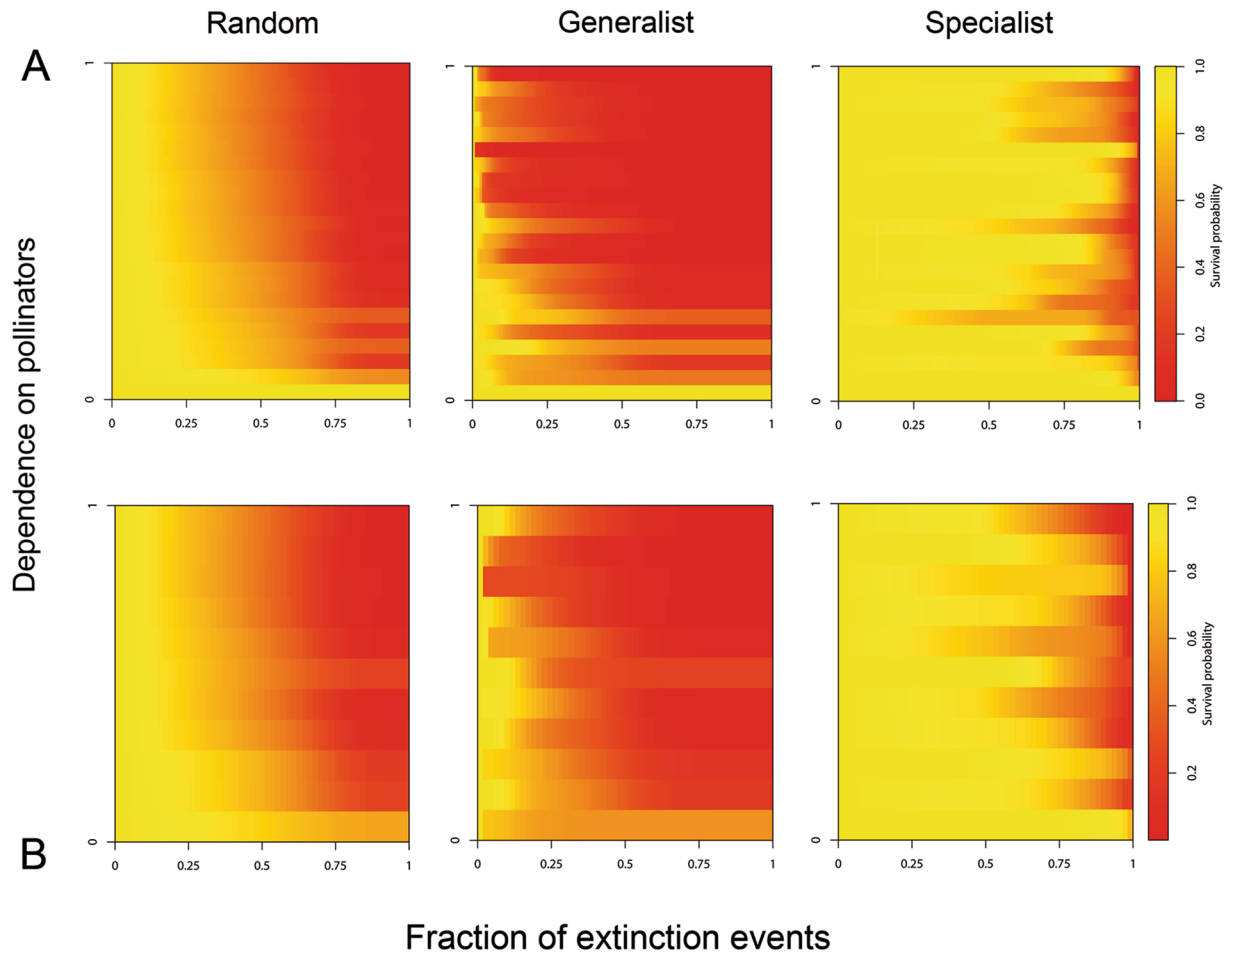 Random Generalist Specialist
A
1 1 1 1.0
0.8
0.6
Survival probability
0.4
0.2
0 0 0 0.0
0 0.25 0.5 0.75 1 0 0.25 0.5 0.75 1 0 0.25 0.5 0.75 1
Dependence on pollinators
1 1 1 1.0
0.8
0.6
Survival probability
0.4
0.2
0 0 0
B
0 0.25 0.5 0.75 1 0 0.25 0.5 0.75 1 0 0.25 0.5 0.75 1
Fraction of extinction events